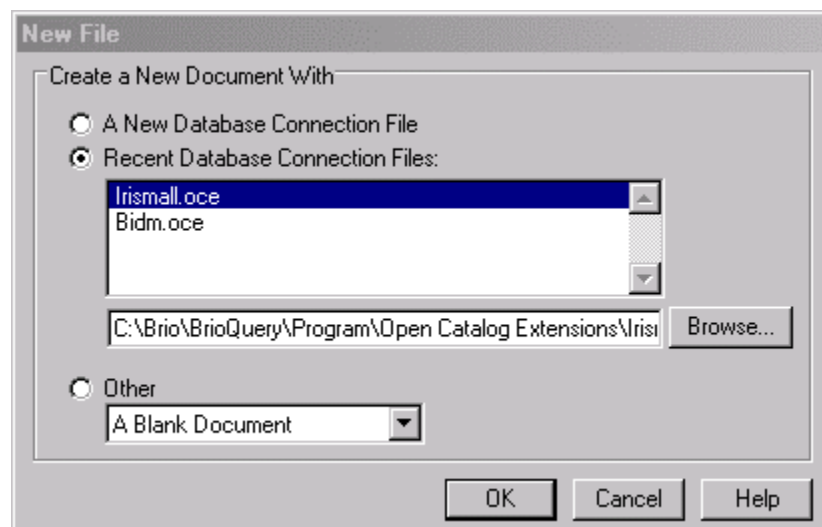 New File
Create a New Document With
A New Database Connection File
Recent Database Connection Files:
Irismall.oce
Bidm.oce
C:\Brio\BrioQuery\Program\Open Catalog Extensions\Irisı Browse...
Other
A Blank Document
OK Cancel Help